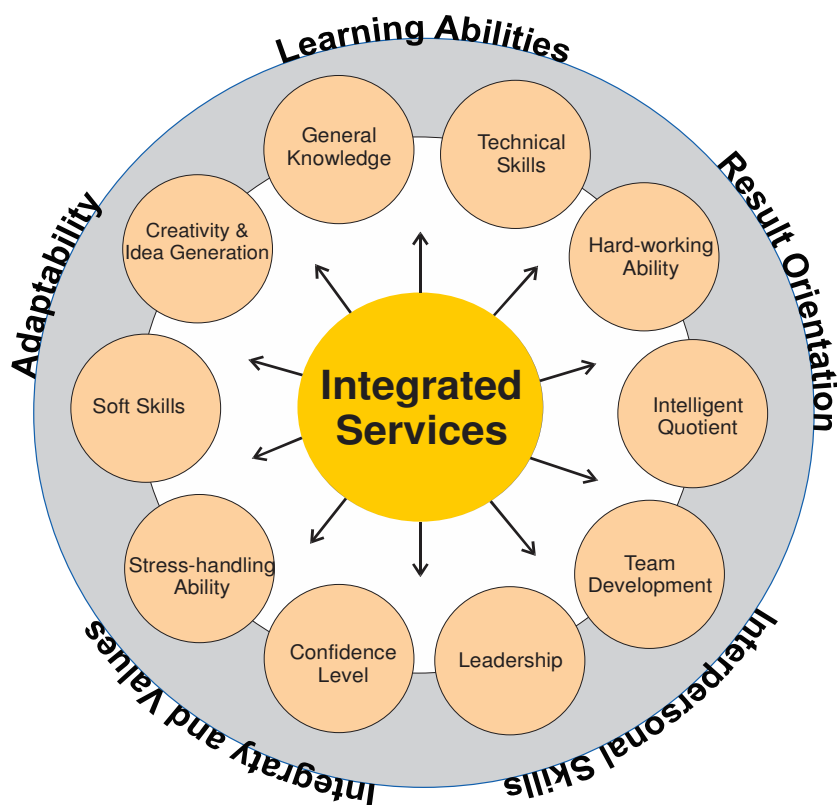 Learning Abilities
General
Knowledge
Technical
Skills
Result Orientation
Hard-working
Ability
Intelligent
Quotient
Team
Development
Interpersonal Skills
Leadership
Confidence
Level
Integraty and Values
Stress-handling
Ability
Soft Skills
Adaptability
Creativity &
Idea Generation
Integrated
Services